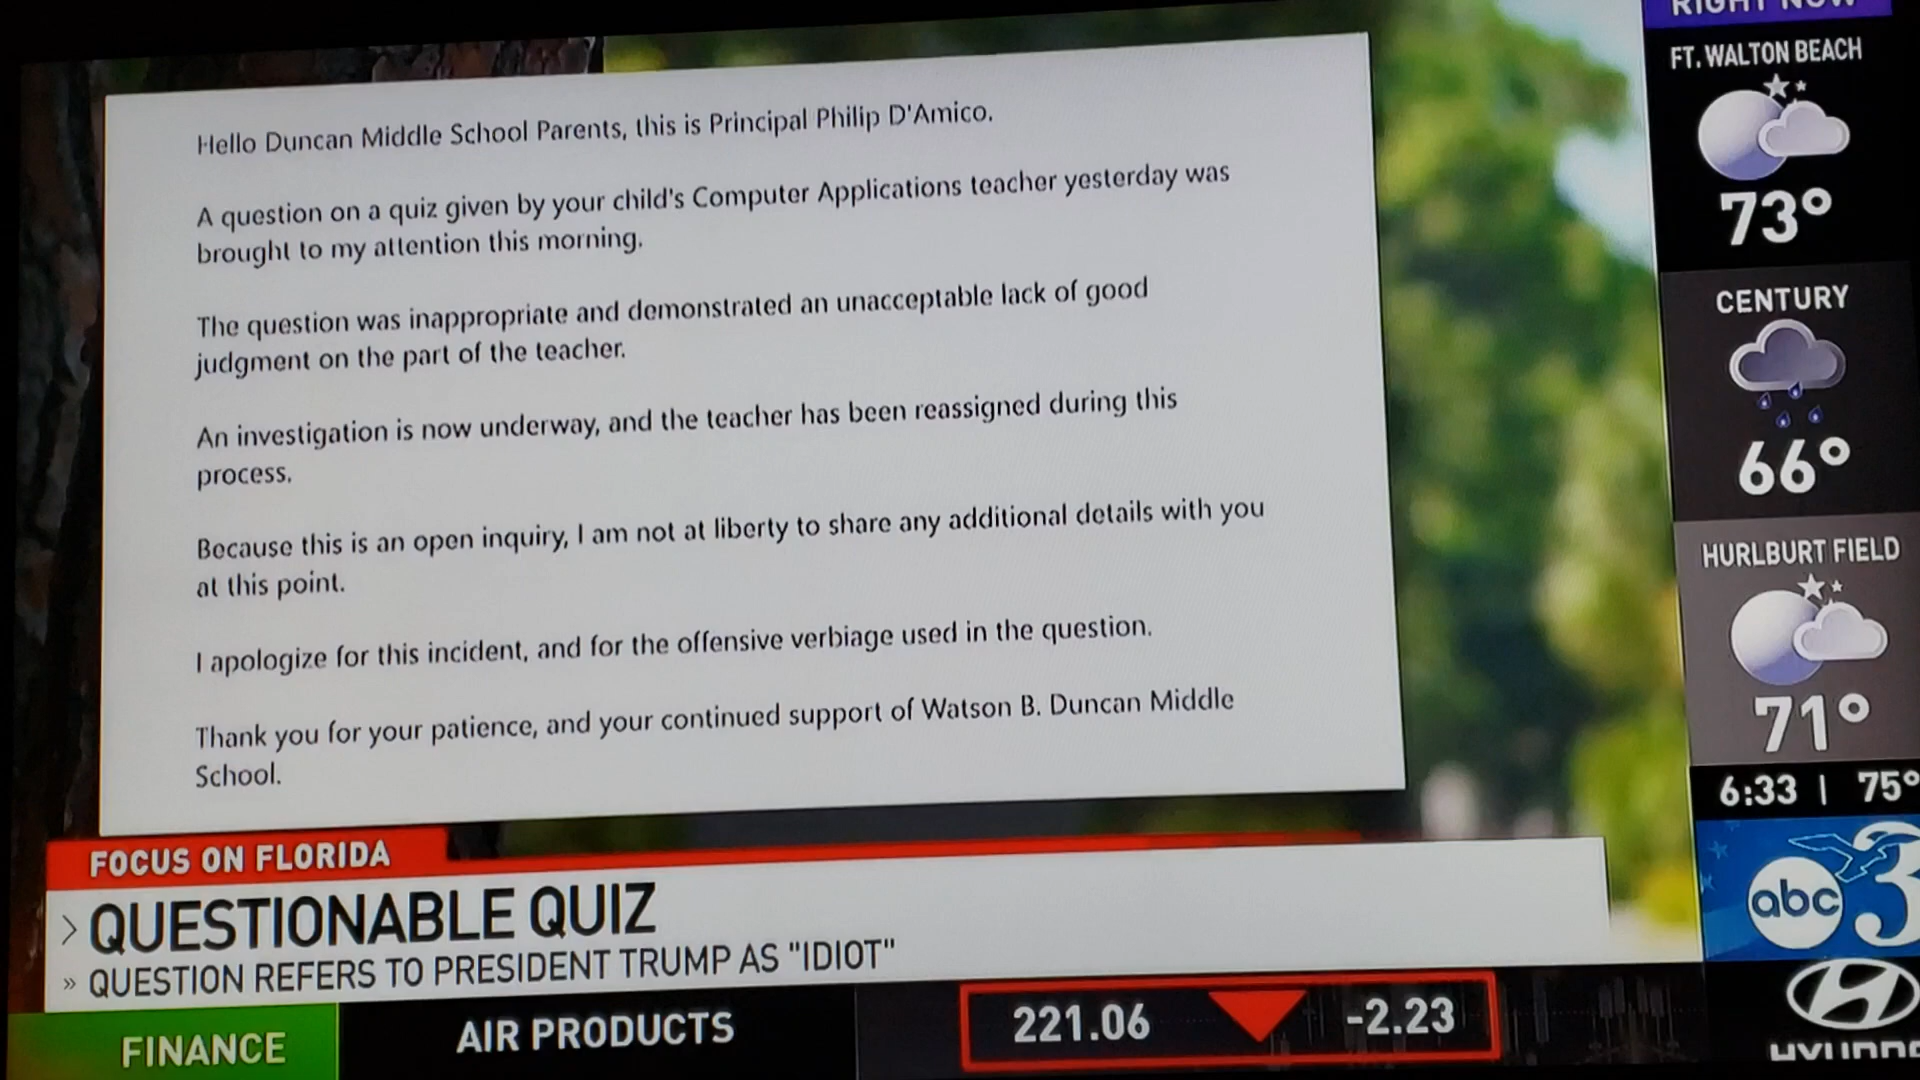 Hello Duncan Middle School Parents, this is Principal Philip D'Amico.
A question on a quiz given by your child's Computer Applications teacher yesterday was
brought to my attention this morning.
The question was inappropriate and demonstrated an unacceptable lack of good
judgment on the part of the teacher.
An investigation is now underway, and the teacher has been reassigned during this
process.
Because this is an open inquiry, I am not at liberty to share any additional details with you
at this point.
I apologize for this incident, and for the offensive verbiage used in the question.
Thank you for your patience, and your continued support of Watson B. Duncan Middle
School.
FOCUS ON FLORIDA
> QUESTIONABLE QUIZ
» QUESTION REFERS TO PRESIDENT TRUMP AS "IDIOT"
FINANCE
AIR PRODUCTS
221.06 ▼ -2.23
RIGHT NOW
FT. WALTON BEACH
73°
CENTURY
66°
HURLBURT FIELD
71°
6:33 | 75°
abc 3